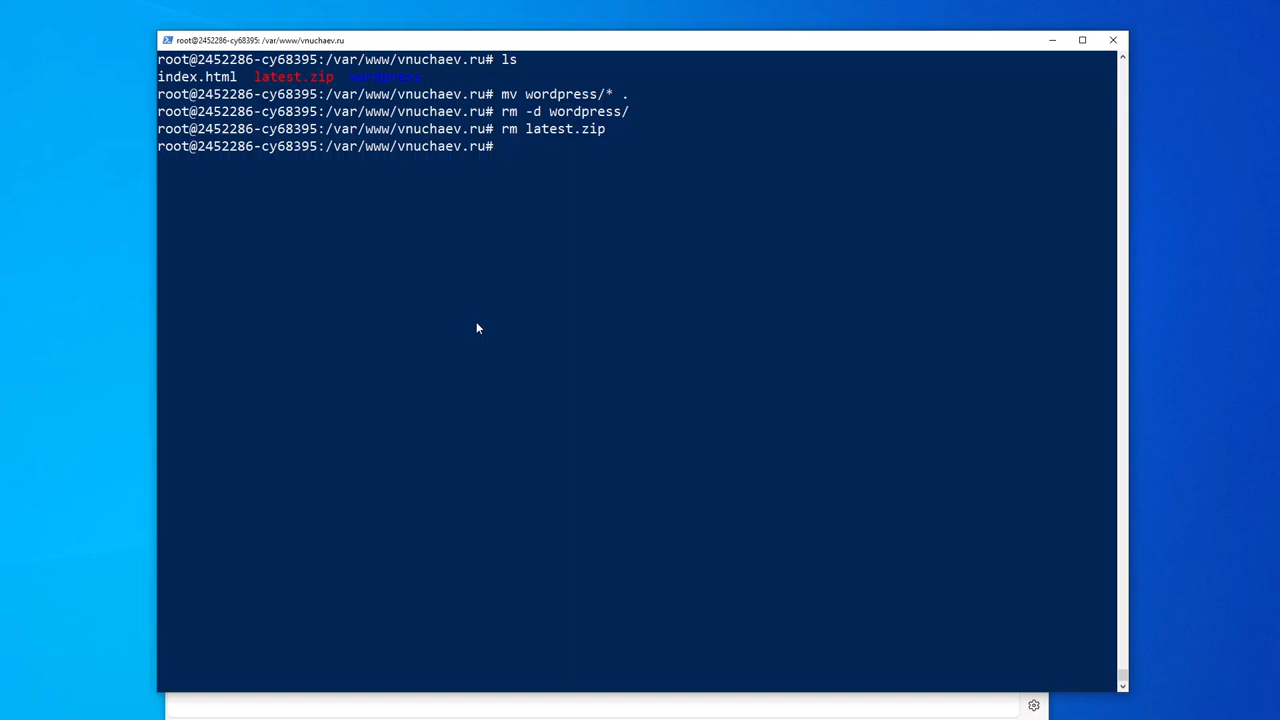 root@2452286-cy68395: /var/www/vnuchaev.ru
root@2452286-cy68395:/var/www/vnuchaev.ru# ls
index.html  latest.zip  wordpress
root@2452286-cy68395:/var/www/vnuchaev.ru# mv wordpress/* .
root@2452286-cy68395:/var/www/vnuchaev.ru# rm -d wordpress/
root@2452286-cy68395:/var/www/vnuchaev.ru# rm latest.zip
root@2452286-cy68395:/var/www/vnuchaev.ru#